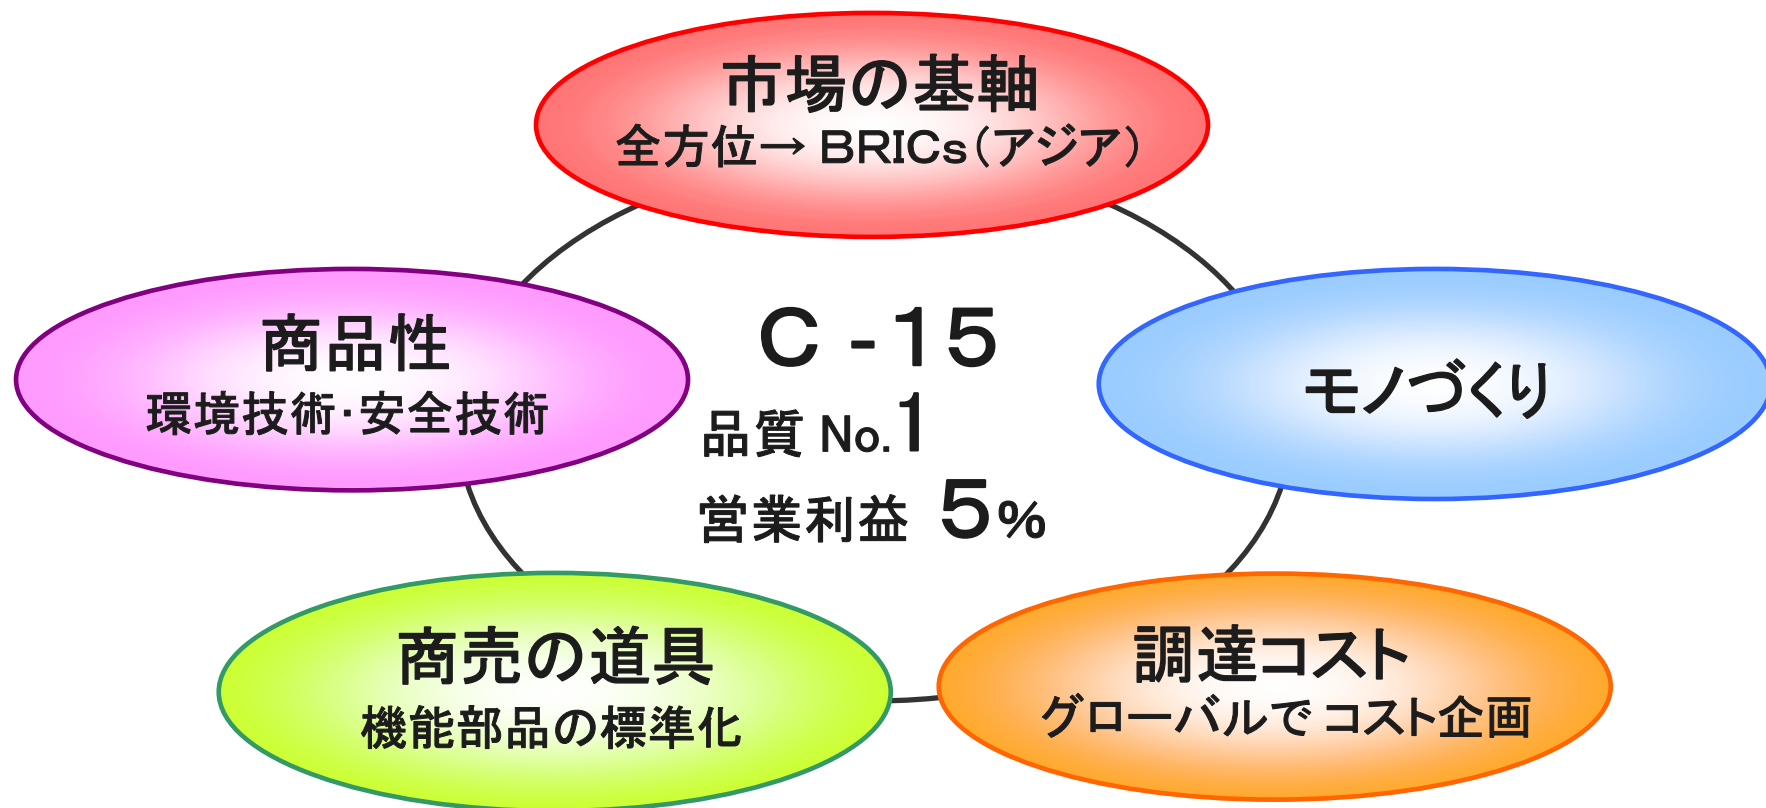 市場の基軸
全方位→ BRICs(アジア)
商品性
環境技術・安全技術
C -15
品質 No.1
営業利益 5%
モノづくり
商売の道具
機能部品の標準化
調達コスト
グローバルでコスト企画